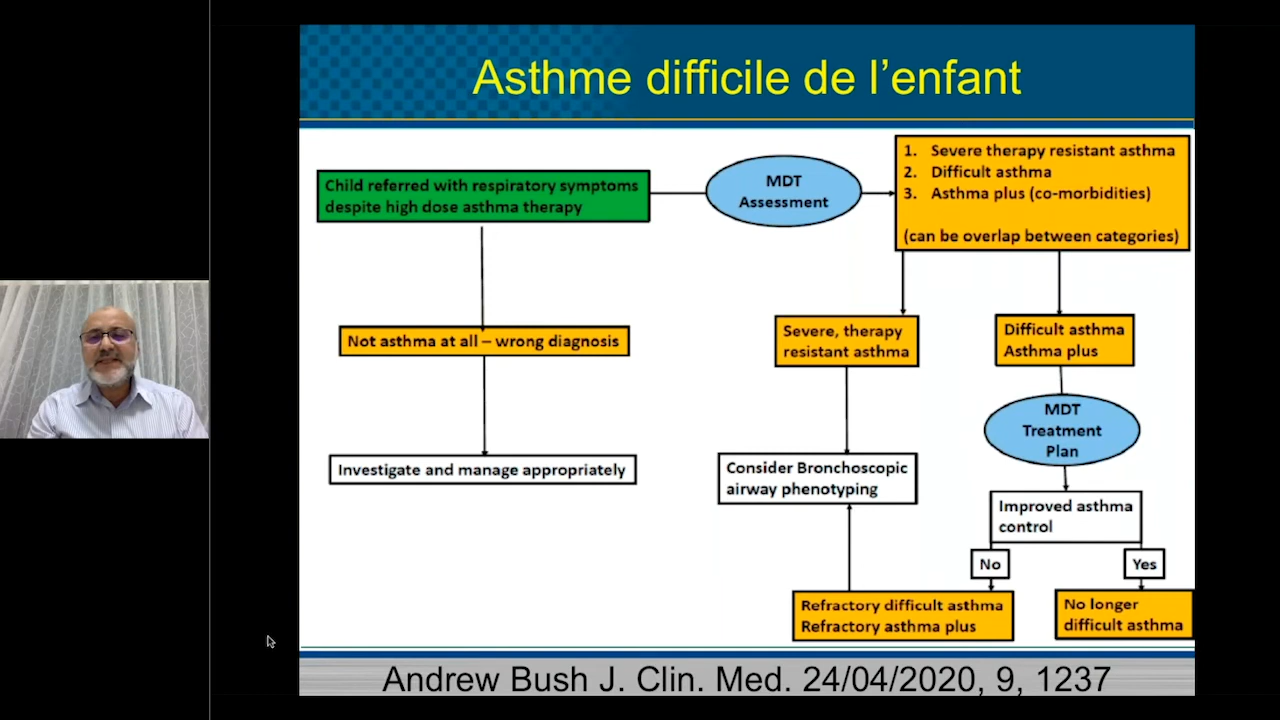 Asthme difficile de l’enfant
Child referred with respiratory symptoms
despite high dose asthma therapy
MDT
Assessment
1. Severe therapy resistant asthma
2. Difficult asthma
3. Asthma plus (co-morbidities)
(can be overlap between categories)
Not asthma at all – wrong diagnosis
Severe, therapy
resistant asthma
Difficult asthma
Asthma plus
MDT
Treatment
Plan
Investigate and manage appropriately
Consider Bronchoscopic
airway phenotyping
Improved asthma
control
No
Yes
Refractory difficult asthma
Refractory asthma plus
No longer
difficult asthma
Andrew Bush J. Clin. Med. 24/04/2020, 9, 1237